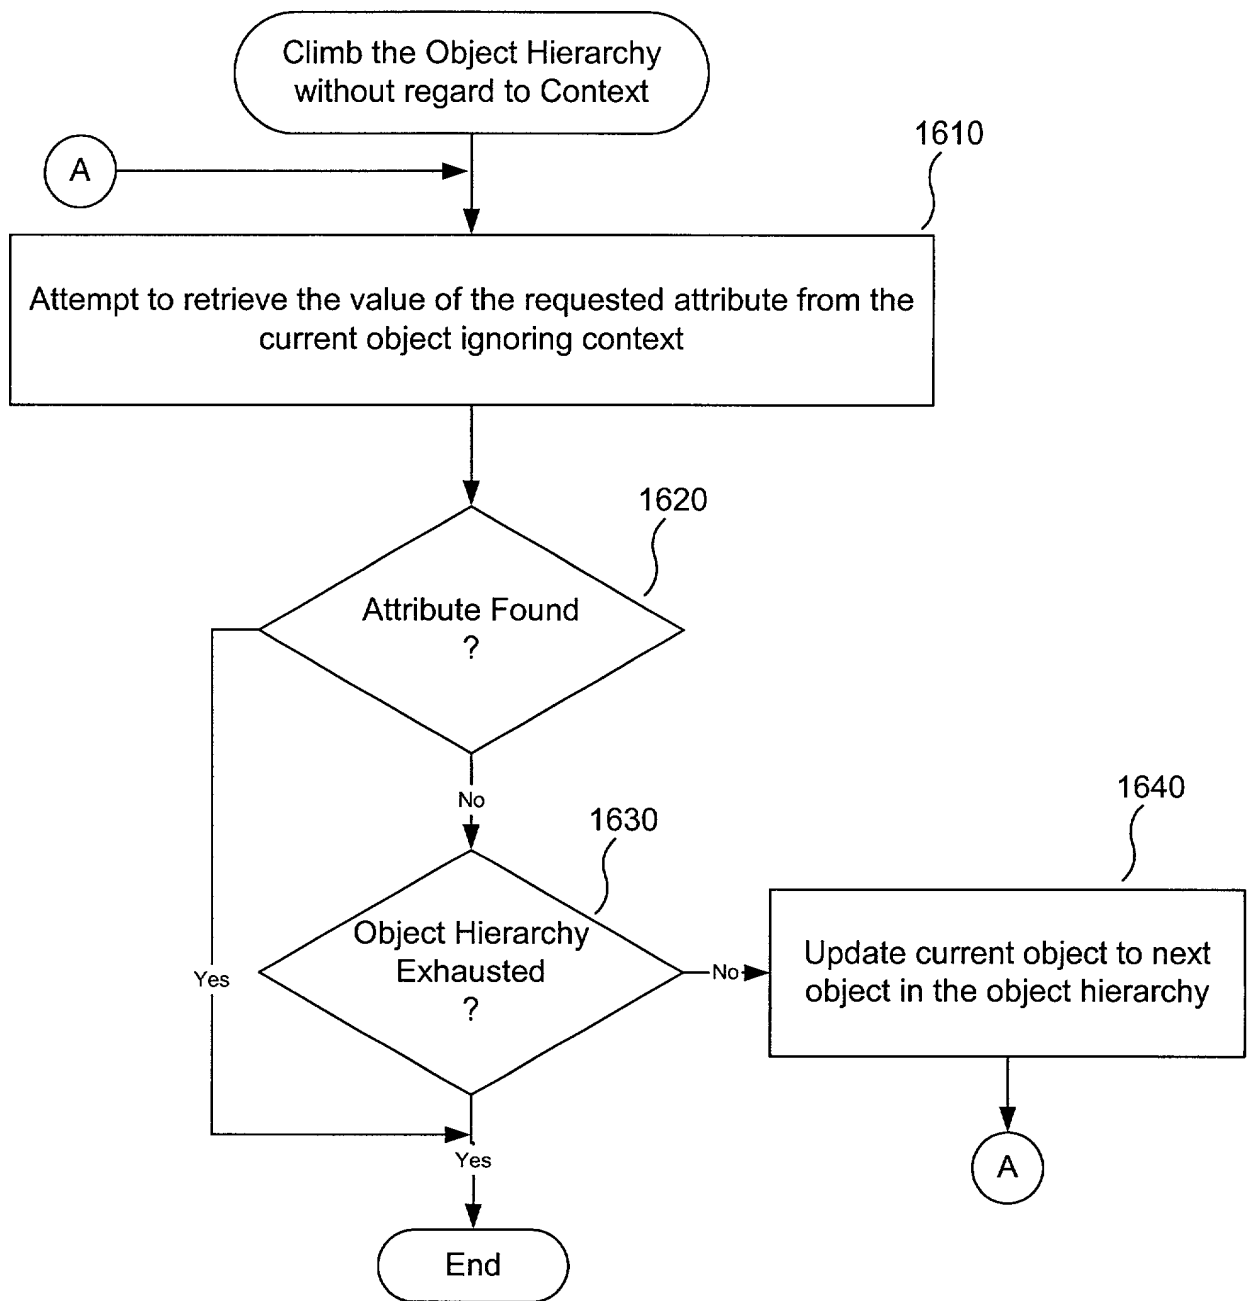 Climb the Object Hierarchy
without regard to Context
A
1610
Attempt to retrieve the value of the requested attribute from the
current object ignoring context
1620
Attribute Found
?
No
1630
1640
Object Hierarchy
Exhausted
?
Yes
No
Update current object to next
object in the object hierarchy
Yes
A
End